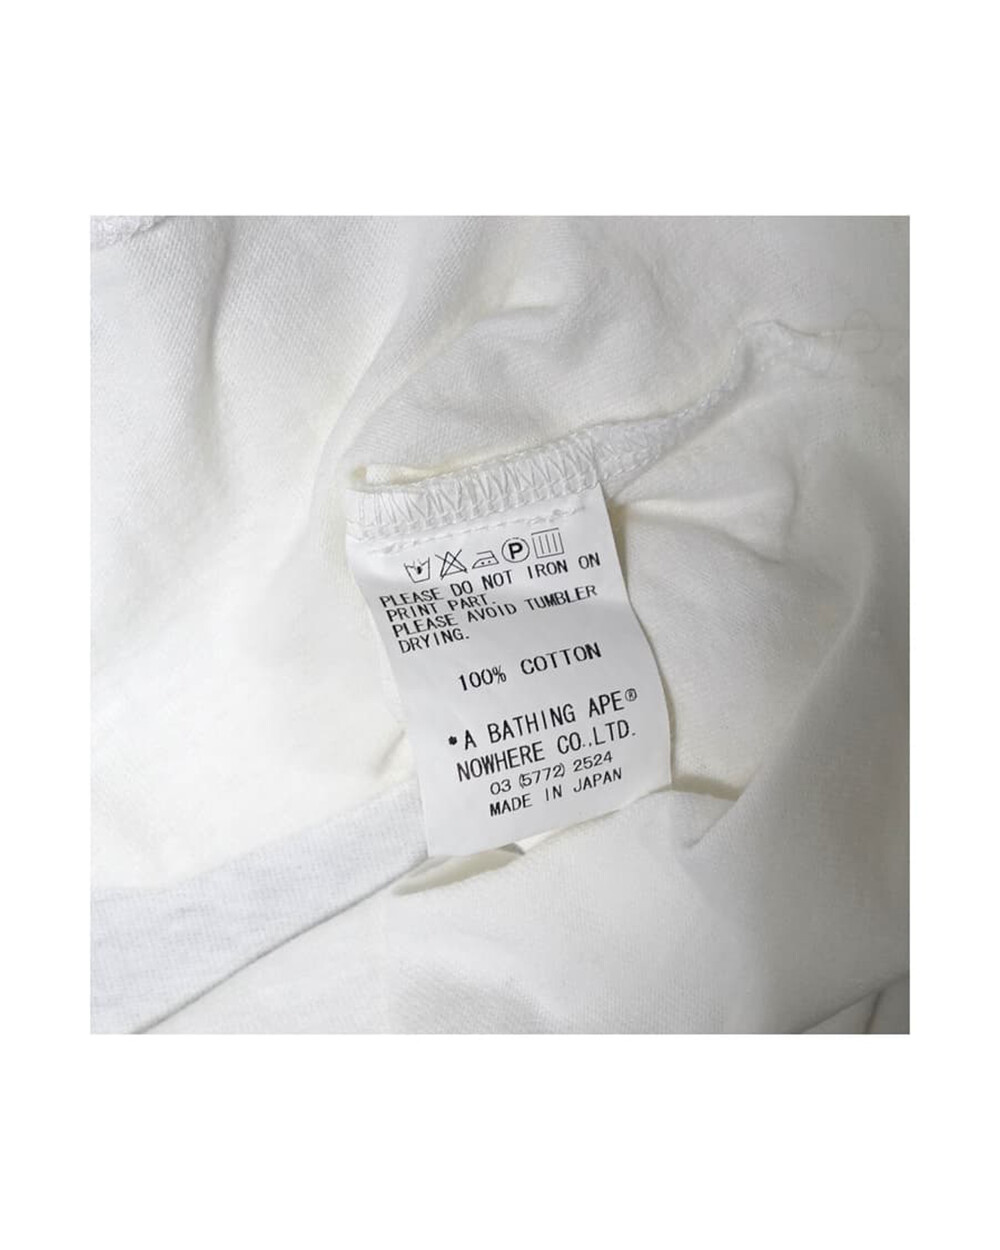 P
PLEASE DO NOT IRON ON
PRINT PART.
PLEASE AVOID TUMBLER
DRYING.
100% COTTON
*A BATHING APE®
NOWHERE CO.,LTD.
03 (5772) 2524
MADE IN JAPAN